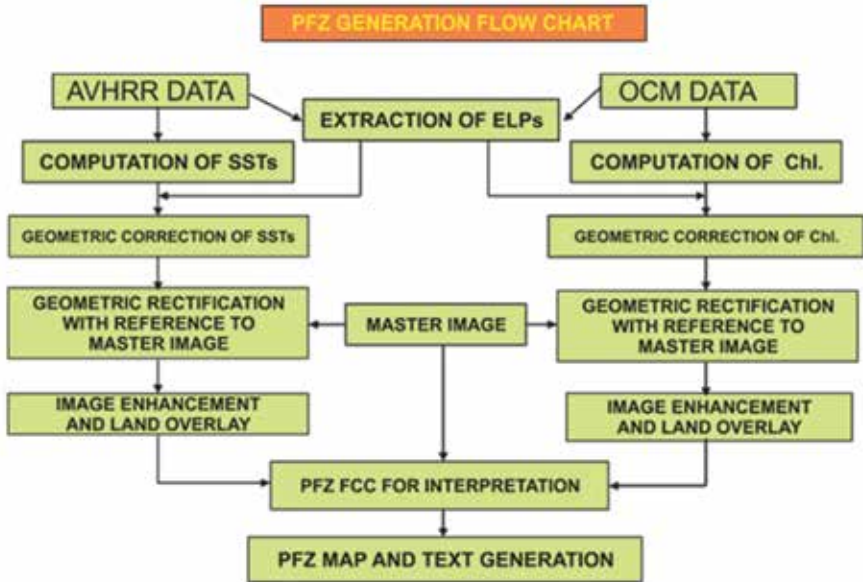 PFZ GENERATION FLOW CHART
AVHRR DATA
OCM DATA
EXTRACTION OF ELPs
COMPUTATION OF SSTs
COMPUTATION OF Chl.
GEOMETRIC CORRECTION OF SSTs
GEOMETRIC CORRECTION OF Chl.
GEOMETRIC RECTIFICATION
WITH REFERENCE TO
MASTER IMAGE
MASTER IMAGE
GEOMETRIC RECTIFICATION
WITH REFERENCE TO
MASTER IMAGE
IMAGE ENHANCEMENT
AND LAND OVERLAY
IMAGE ENHANCEMENT
AND LAND OVERLAY
PFZ FCC FOR INTERPRETATION
PFZ MAP AND TEXT GENERATION